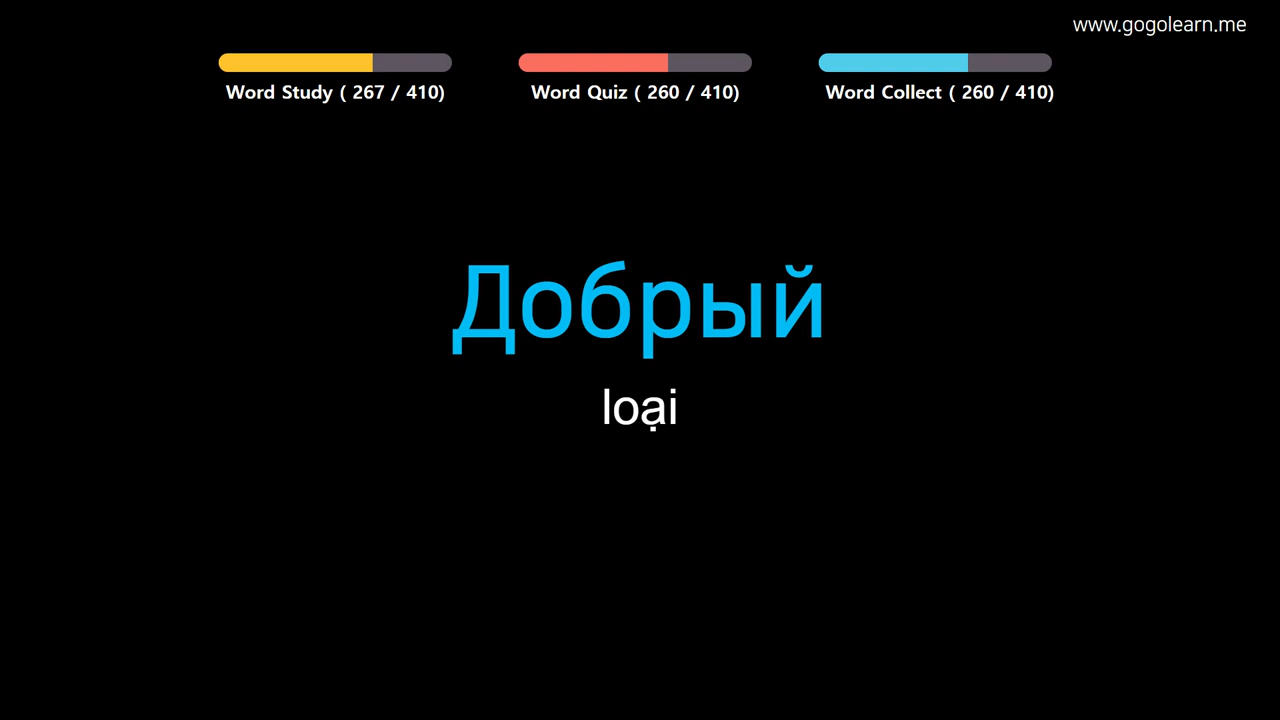 www.gogolearn.me
Word Study ( 267 / 410)
Word Quiz ( 260 / 410)
Word Collect ( 260 / 410)
Добрый
loại